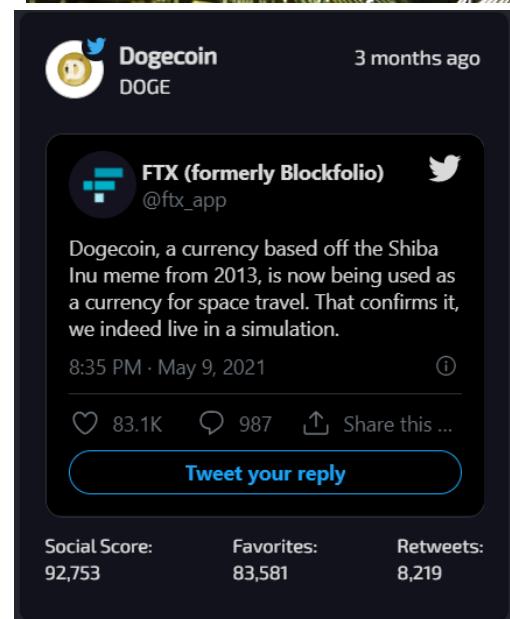 Dogecoin
DOGE
3 months ago
FTX (formerly Blockfolio)
@ftx_app
Dogecoin, a currency based off the Shiba
Inu meme from 2013, is now being used as
a currency for space travel. That confirms it,
we indeed live in a simulation.
8:35 PM · May 9, 2021
83.1K 987 Share this ...
Tweet your reply
Social Score: Favorites: Retweets:
92,753 83,581 8,219